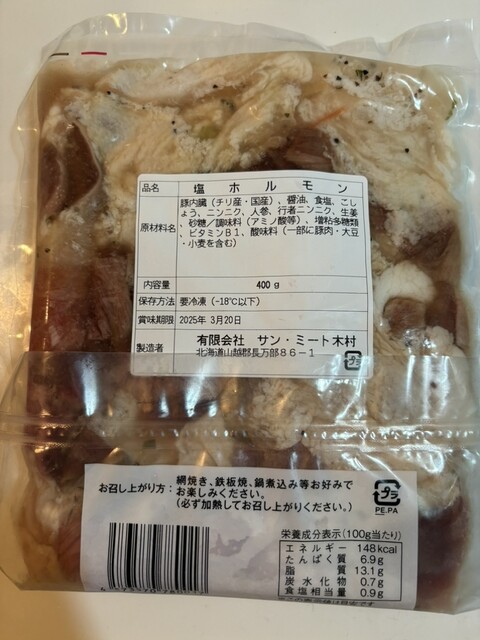 品名 塩ホルモン
原材料名 豚内臓（チリ産・国産）、醤油、食塩、こしょう、ニンニク、人参、行者ニンニク、生姜、砂糖／調味料（アミノ酸等）、増粘多糖類、ビタミンＢ１、酸味料（一部に豚肉・大豆・小麦を含む）
内容量 400ｇ
保存方法 要冷凍（-18℃以下）
賞味期限 2025年 3月20日
製造者 有限会社 サン・ミート木村
北海道山越郡長万部８６－１
プラ
お召し上がり方： 網焼き、鉄板焼、鍋煮込み等お好みで
お楽しみください。
（必ず加熱してお召し上がりください。）
プラ
PE,PA
栄養成分表示（100g当たり）
エネルギー 148kcal
たんぱく質 6.9g
脂質 13.1g
炭水化物 0.7g
食塩相当量 0.9g